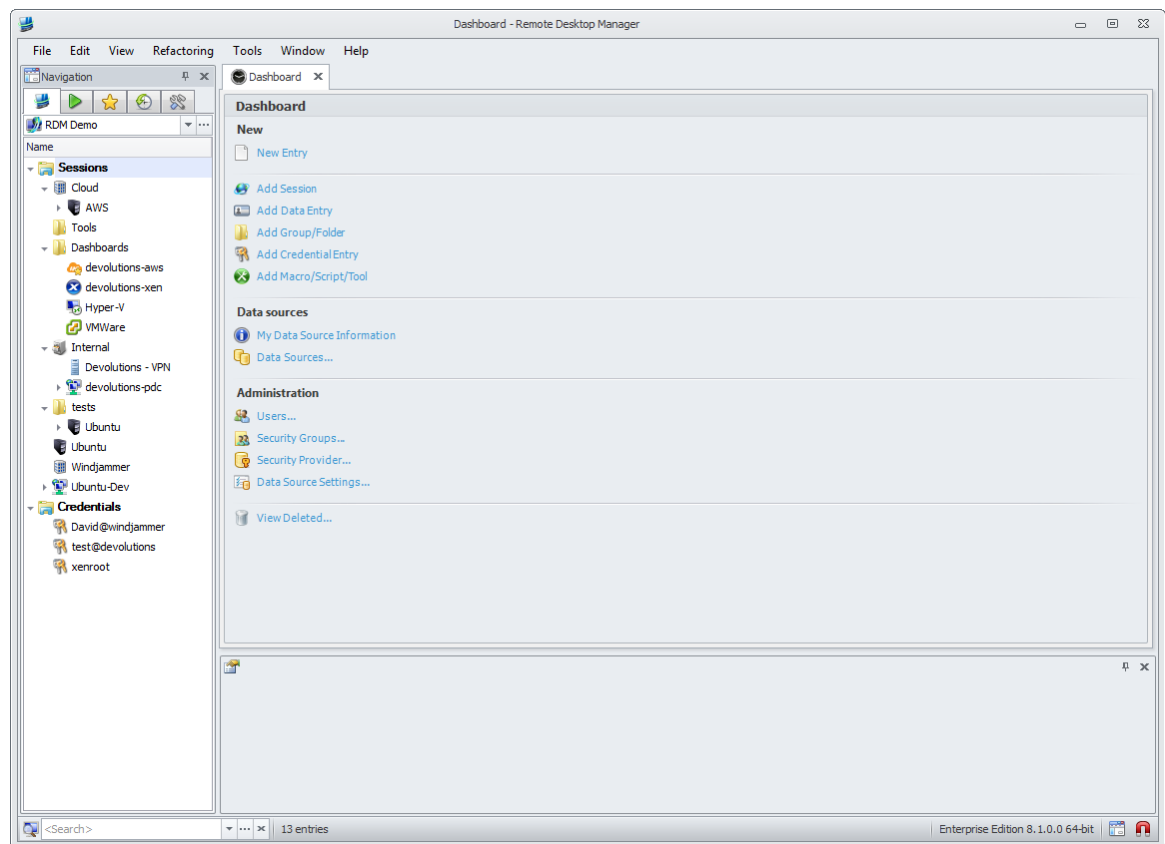 Dashboard - Remote Desktop Manager
File Edit View Refactoring Tools Window Help
Navigation
RDM Demo
Name
Sessions
Cloud
AWS
Tools
Dashboards
devolutions-aws
devolutions-xen
Hyper-V
VMWare
Internal
Devolutions - VPN
devolutions-pdc
tests
Ubuntu
Ubuntu
Windjammer
Ubuntu-Dev
Credentials
David@windjammer
test@devolutions
xenroot
Dashboard
Dashboard
New
New Entry
Add Session
Add Data Entry
Add Group/Folder
Add Credential Entry
Add Macro/Script/Tool
Data sources
My Data Source Information
Data Sources...
Administration
Users...
Security Groups...
Security Provider...
Data Source Settings...
View Deleted...
<Search>
13 entries
Enterprise Edition 8.1.0.0 64-bit